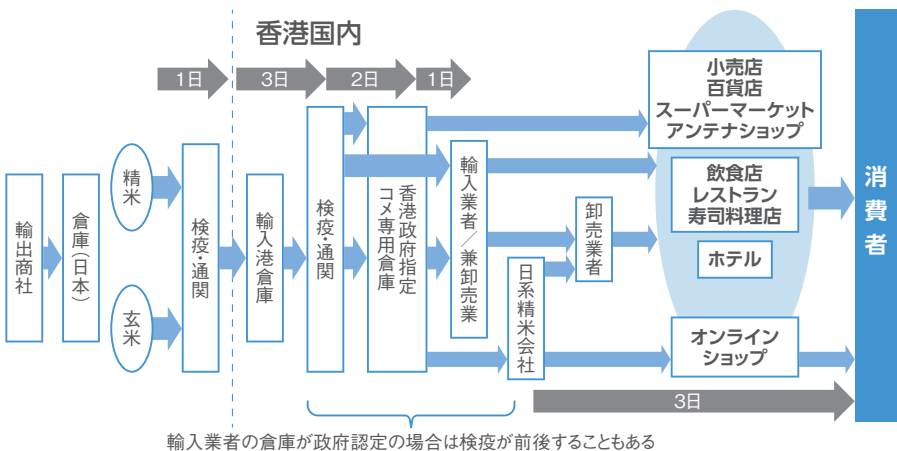 香港国内
1日
3日
2日
1日
輸出商社
倉庫(日本)
精米
玄米
検疫・通関
輸入港倉庫
検疫・通関
香港政府指定
コメ専用倉庫
輸入業者／兼卸売業
日系精米会社
卸売業者
小売店
百貨店
スーパーマーケット
アンテナショップ
飲食店
レストラン
寿司料理店
ホテル
オンライン
ショップ
消費者
3日
輸入業者の倉庫が政府認定の場合は検疫が前後することもある